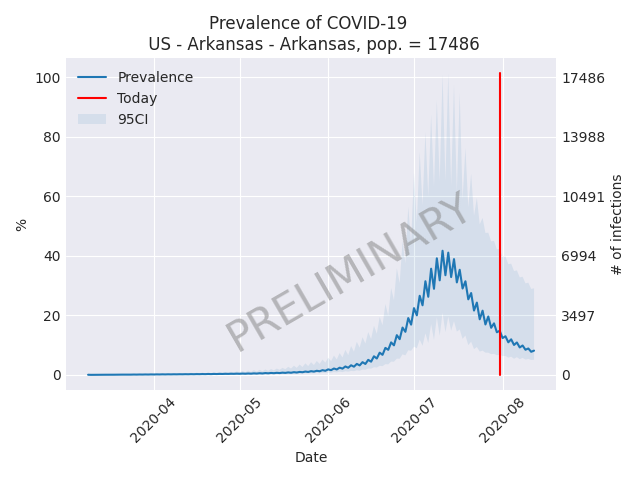 Prevalence of COVID-19
US - Arkansas - Arkansas, pop. = 17486
Prevalence
Today
95CI
100
80
60
40
20
0
%
17486
13988
10491
6994
3497
0
# of infections
PRELIMINARY
2020-04
2020-05
2020-06
2020-07
2020-08
Date